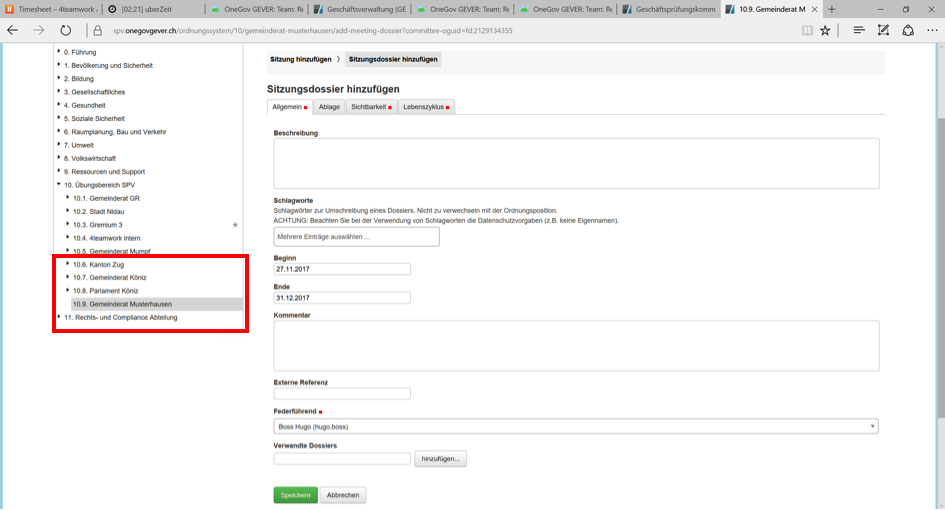 Timesheet – 4teamwork
[02:21] uberZeit
OneGov GEVER: Team: Re
Geschäftsverwaltung (GE
OneGov GEVER: Team: Re
OneGov GEVER: Team: Re
Geschäftsprüfungskomm
10.9. Gemeinderat M
spv.onegovgever.ch/ordnungssystem/10/gemeinderat-musterhausen/add-meeting-dossier?committee-oguid=fd:2129134355
0. Führung
1. Bevölkerung und Sicherheit
2. Bildung
3. Gesellschaftliches
4. Gesundheit
5. Soziale Sicherheit
6. Raumplanung, Bau und Verkehr
7. Umwelt
8. Volkswirtschaft
9. Ressourcen und Support
10. Übungsbereich SPV
10.1. Gemeinderat GR
10.2. Stadt Nidau
10.3. Gremium 3
10.4. 4teamwork intern
10.5. Gemeinderat Mumpf
10.6. Kanton Zug
10.7. Gemeinderat Köniz
10.8. Parlament Köniz
10.9. Gemeinderat Musterhausen
11. Rechts- und Compliance Abteilung
Sitzung hinzufügen 〉 Sitzungsdossier hinzufügen
Sitzungsdossier hinzufügen
Allgemein Ablage Sichtbarkeit Lebenszyklus
Beschreibung
Schlagworte
Schlagwörter zur Umschreibung eines Dossiers. Nicht zu verwechseln mit der Ordnungsposition.
ACHTUNG: Beachten Sie bei der Verwendung von Schlagworten die Datenschutzvorgaben (z.B. keine Eigennamen).
Mehrere Einträge auswählen ...
Beginn
27.11.2017
Ende
31.12.2017
Kommentar
Externe Referenz
Federführend
Boss Hugo (hugo.boss)
Verwandte Dossiers
hinzufügen...
Speichern Abbrechen